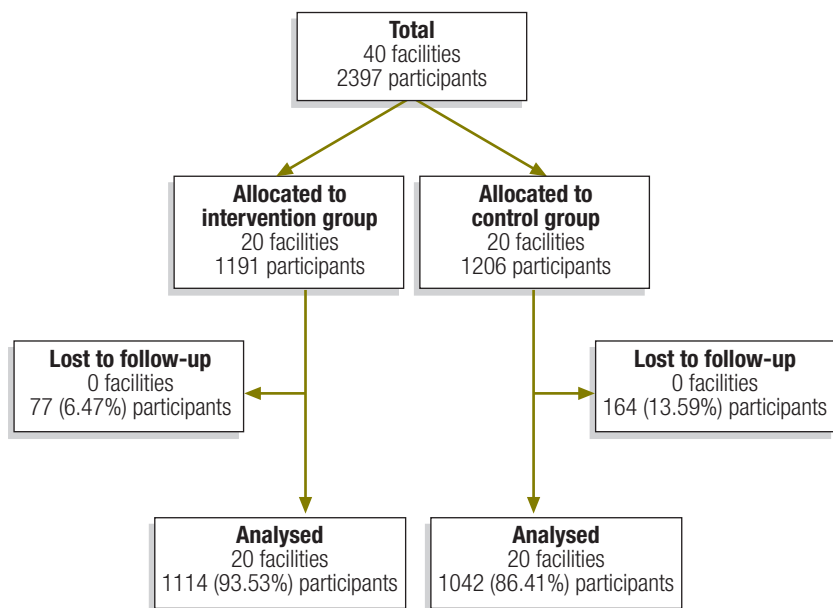 Total
40 facilities
2397 participants
Allocated to
intervention group
20 facilities
1191 participants
Allocated to
control group
20 facilities
1206 participants
Lost to follow-up
0 facilities
77 (6.47%) participants
Lost to follow-up
0 facilities
164 (13.59%) participants
Analysed
20 facilities
1114 (93.53%) participants
Analysed
20 facilities
1042 (86.41%) participants